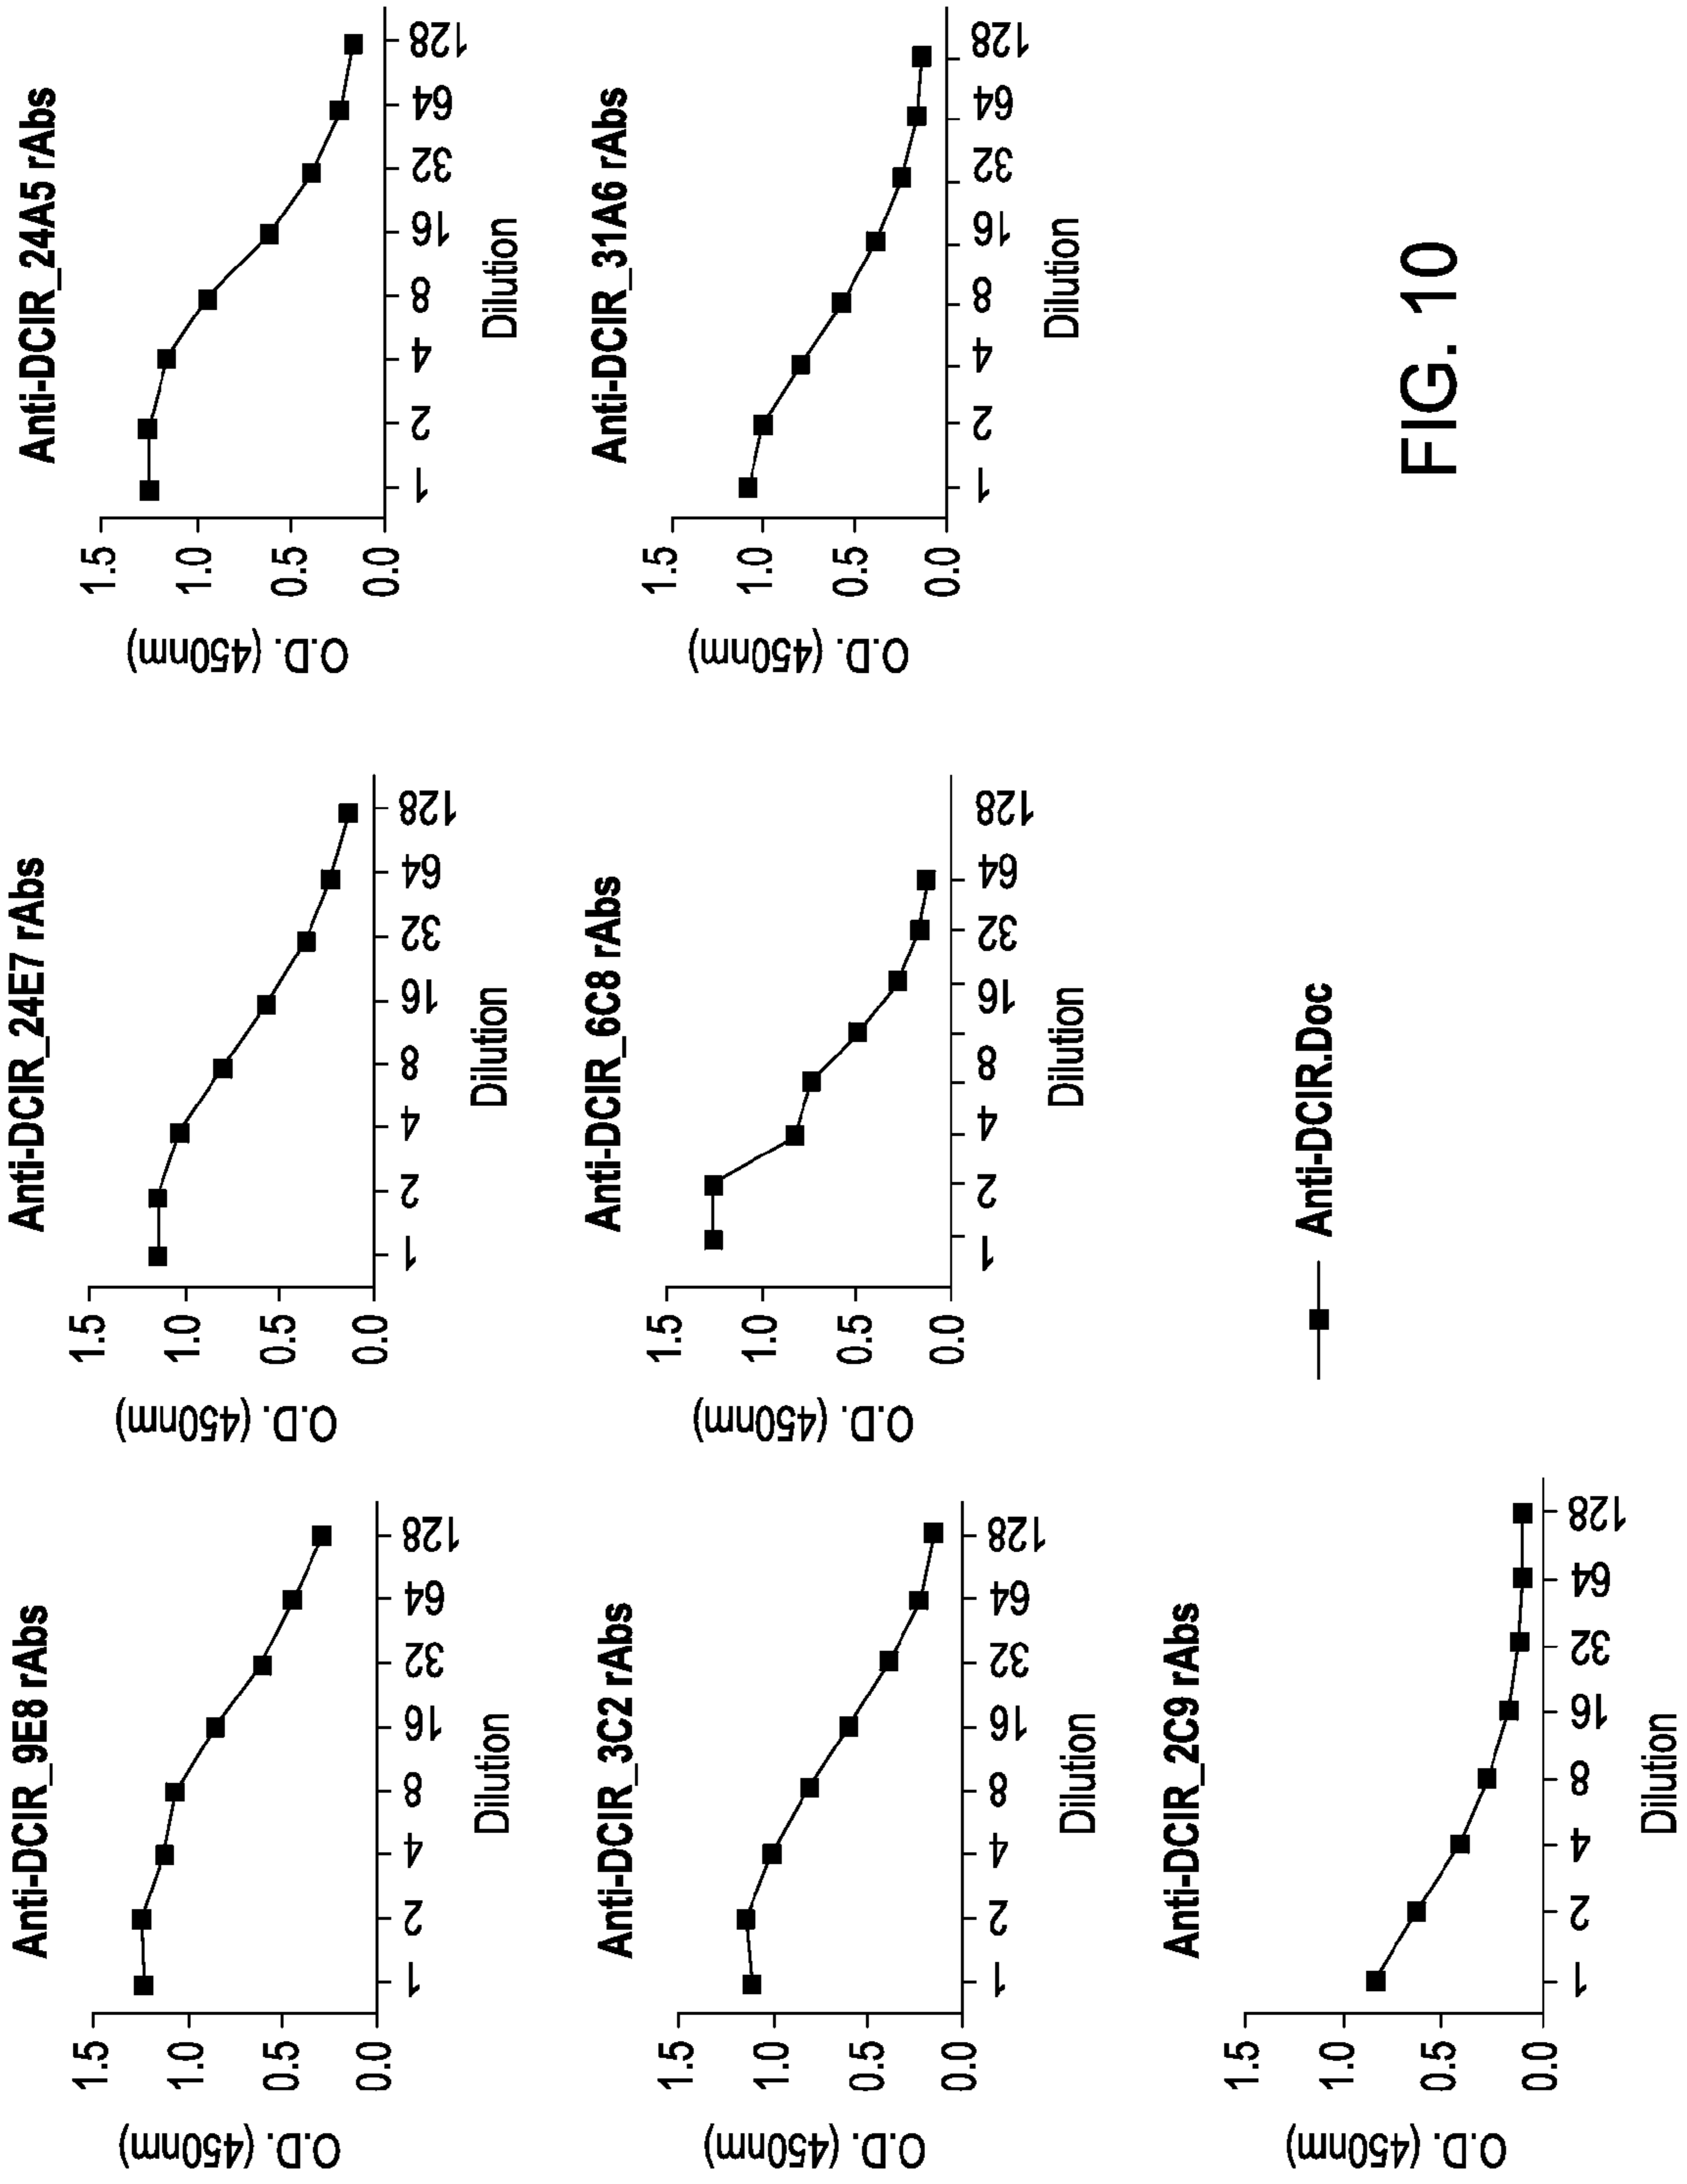 Anti-DCIR_9E8 rAbs
O.D. (450nm)
1.5
1.0
0.5
0.0
1 2 4 8 16 32 64 128
Dilution
Anti-DCIR_24E7 rAbs
O.D. (450nm)
1.5
1.0
0.5
0.0
1 2 4 8 16 32 64 128
Dilution
Anti-DCIR_24A5 rAbs
O.D. (450nm)
1.5
1.0
0.5
0.0
1 2 4 8 16 32 64 128
Dilution
Anti-DCIR_3C2 rAbs
O.D. (450nm)
1.5
1.0
0.5
0.0
1 2 4 8 16 32 64 128
Dilution
Anti-DCIR_6C8 rAbs
O.D. (450nm)
1.5
1.0
0.5
0.0
1 2 4 8 16 32 64 128
Dilution
Anti-DCIR_31A6 rAbs
O.D. (450nm)
1.5
1.0
0.5
0.0
1 2 4 8 16 32 64 128
Dilution
Anti-DCIR_2C9 rAbs
O.D. (450nm)
1.5
1.0
0.5
0.0
1 2 4 8 16 32 64 128
Dilution
Anti-DCIR.Doc
FIG. 10